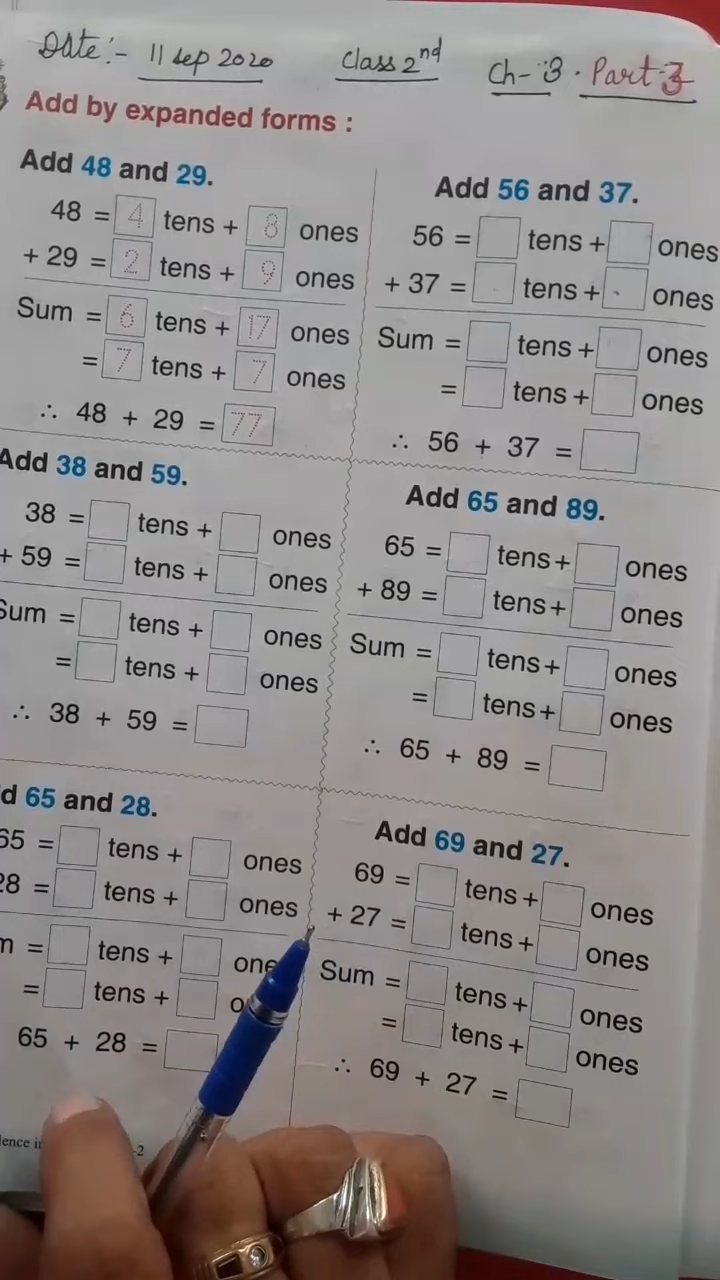 Date:- 11 sep 2020 Class 2nd Ch- 3 . Part-3
Add by expanded forms :
Add 48 and 29.
48 = 4 tens + 8 ones
+ 29 = 2 tens + 9 ones
Sum = 6 tens + 17 ones
= 7 tens + 7 ones
∴ 48 + 29 = 77
Add 56 and 37.
56 = tens + ones
+ 37 = tens + ones
Sum = tens + ones
= tens + ones
∴ 56 + 37 =
Add 38 and 59.
38 = tens + ones
+ 59 = tens + ones
Sum = tens + ones
= tens + ones
∴ 38 + 59 =
Add 65 and 89.
65 = tens + ones
+ 89 = tens + ones
Sum = tens + ones
= tens + ones
∴ 65 + 89 =
d 65 and 28.
65 = tens + ones
28 = tens + ones
m = tens + one
= tens + o
65 + 28 =
Add 69 and 27.
69 = tens + ones
+ 27 = tens + ones
Sum = tens + ones
= tens + ones
∴ 69 + 27 =
-2